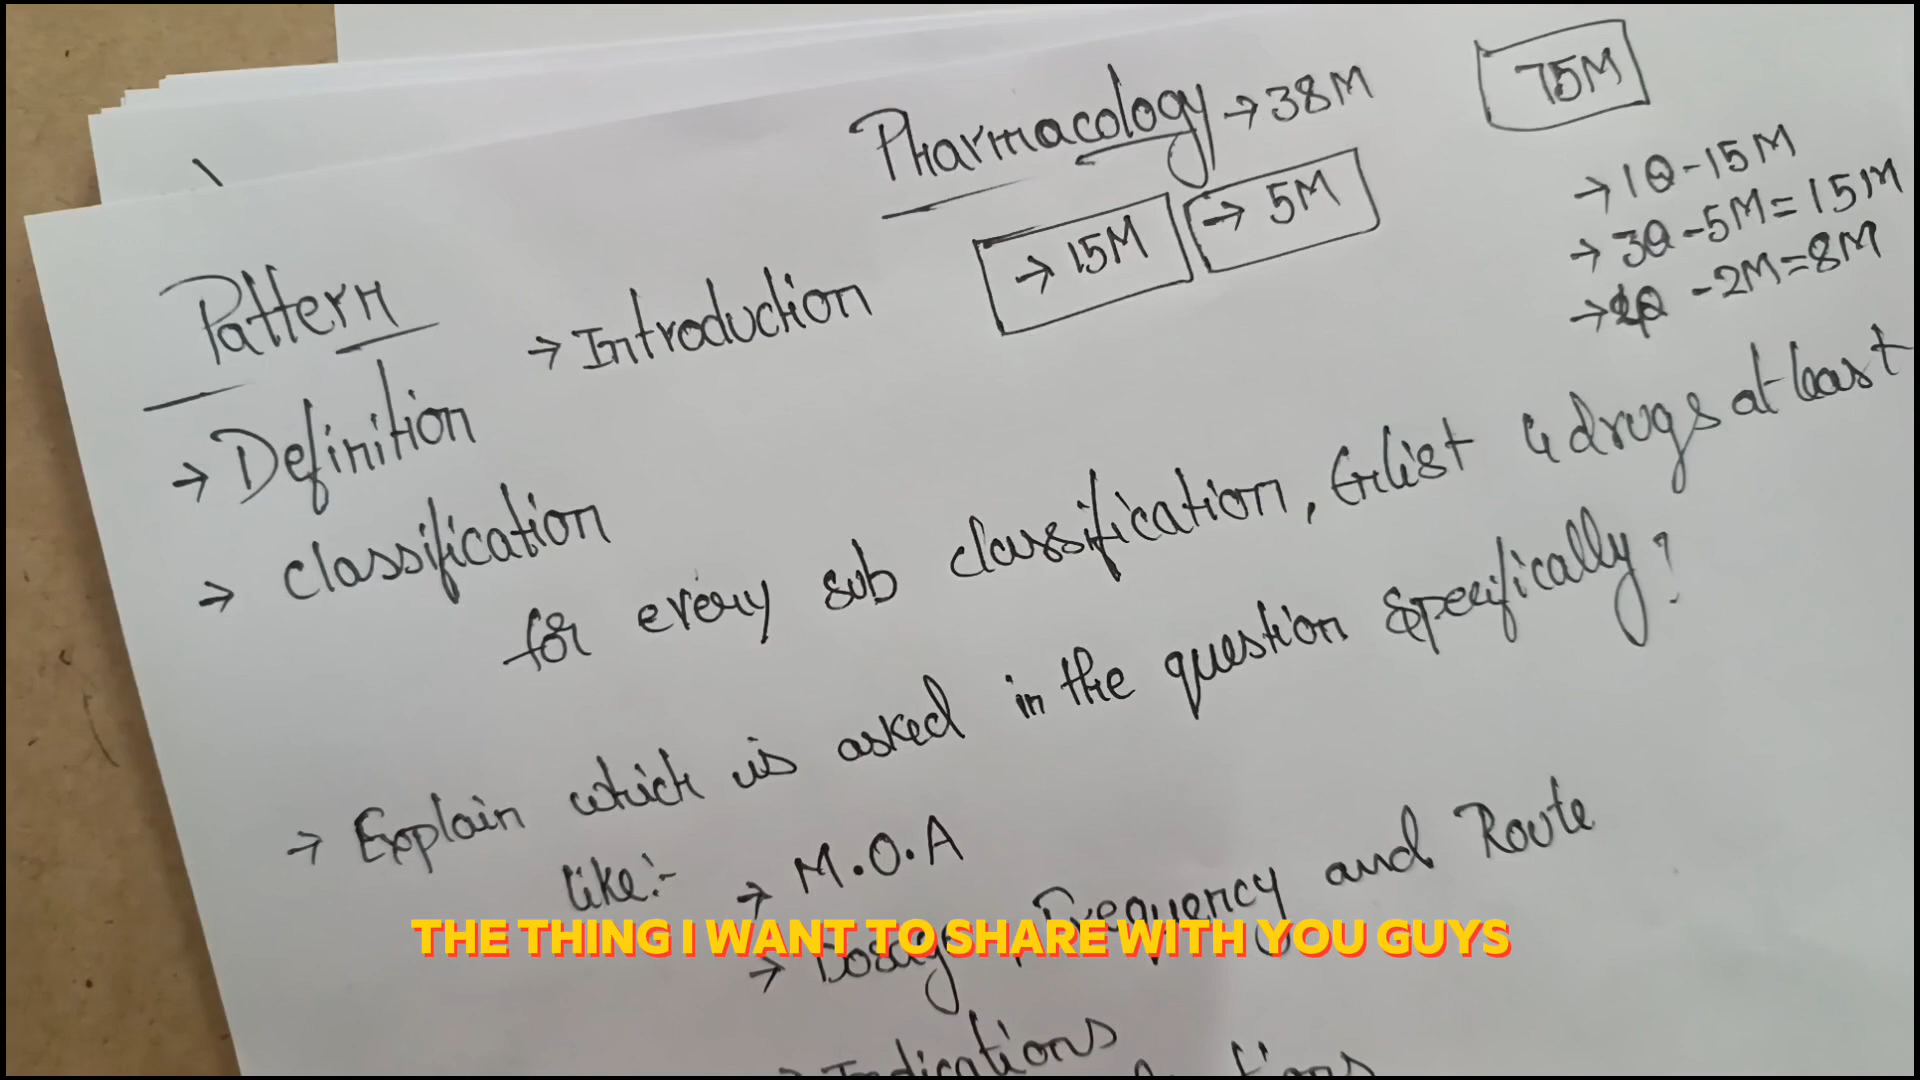 Pharmacology → 38M
75M
→ 15M
→ 5M
→ 1Q - 15M
→ 3Q - 5M = 15M
→ 4Q - 2M = 8M
Pattern
→ Introduction
→ Definition
→ classification
for every sub classification, Enlist 4 drugs at least
→ Explain which is asked in the question specifically?
like:-
→ M.O.A
→ Dosage, Frequency and Route
THE THING I WANT TO SHARE WITH YOU GUYS
→ Indications